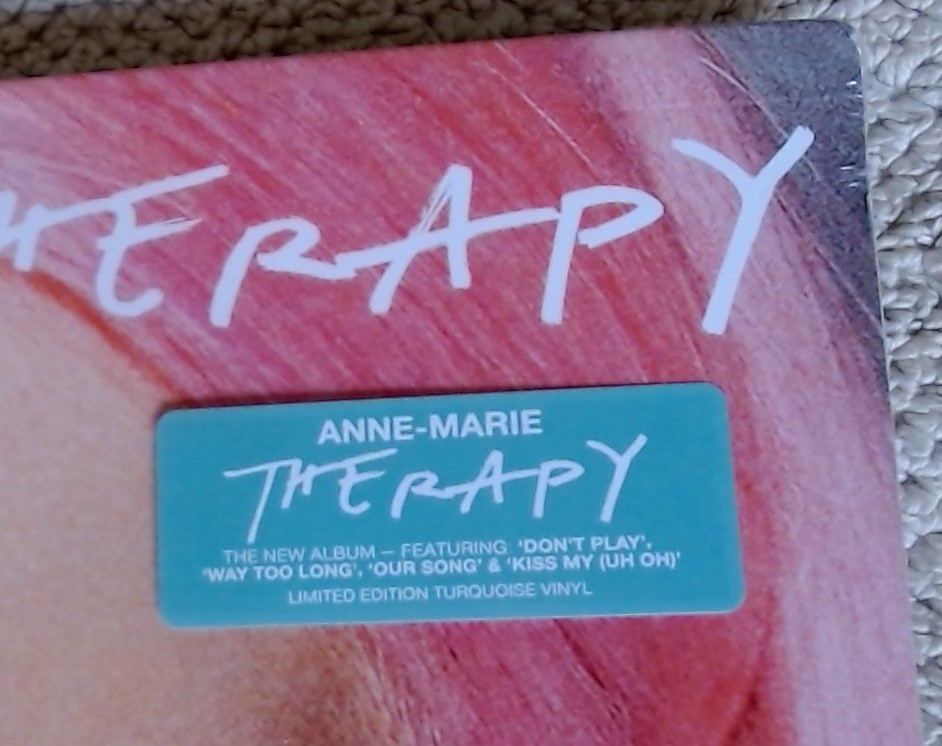 THERAPY
ANNE-MARIE
THERAPY
THE NEW ALBUM – FEATURING: 'DON'T PLAY',
'WAY TOO LONG', 'OUR SONG' & 'KISS MY (UH OH)'
LIMITED EDITION TURQUOISE VINYL